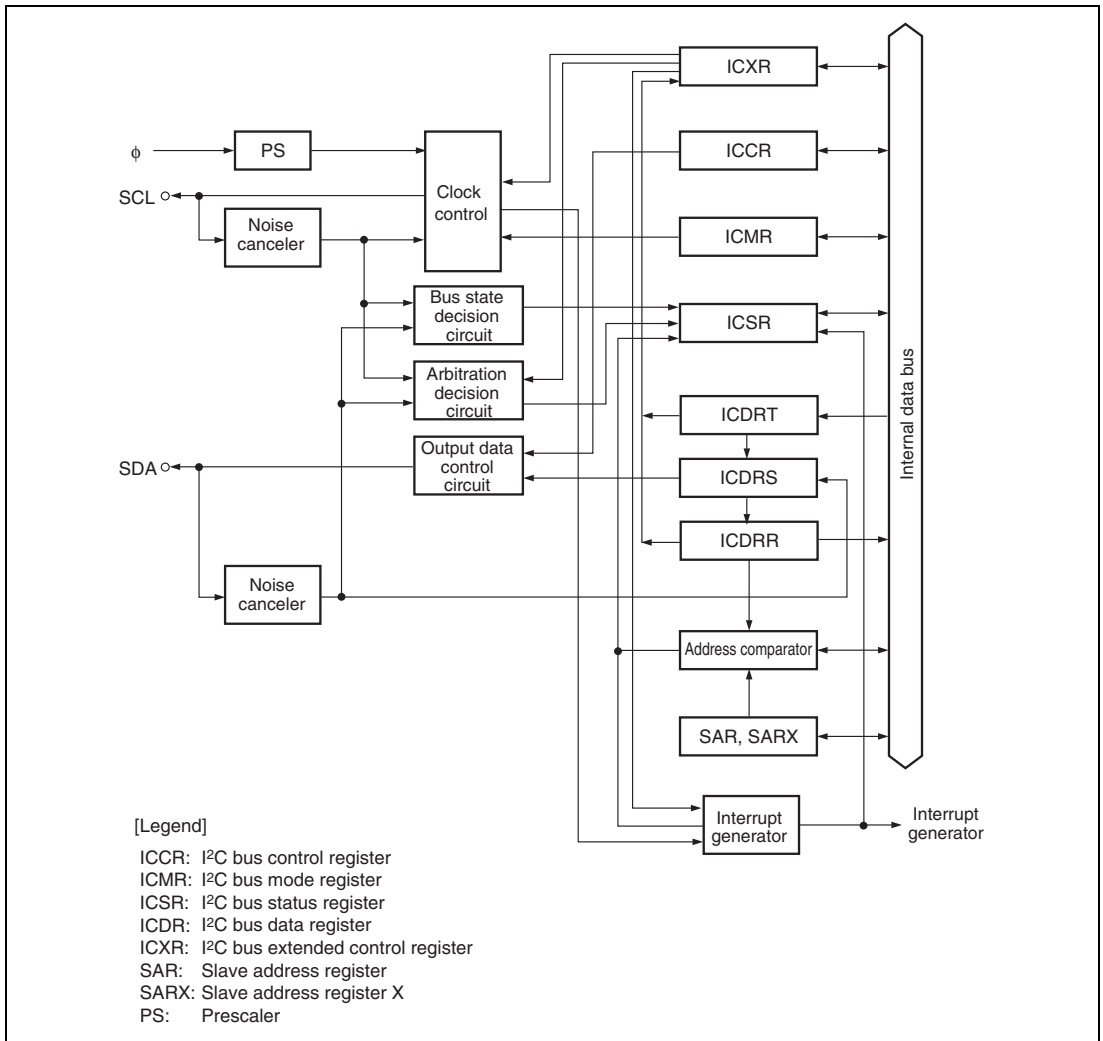 ICXR
φ
PS
ICCR
SCL
Clock
control
Noise
canceler
ICMR
Bus state
decision
circuit
ICSR
Internal data bus
Arbitration
decision
circuit
ICDRT
Output data
control
circuit
SDA
ICDRS
ICDRR
Noise
canceler
Address comparator
SAR, SARX
Interrupt
generator
Interrupt
generator
[Legend]
ICCR: I²C bus control register
ICMR: I²C bus mode register
ICSR: I²C bus status register
ICDR: I²C bus data register
ICXR: I²C bus extended control register
SAR: Slave address register
SARX: Slave address register X
PS: Prescaler